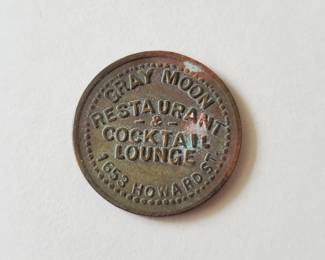 GRAY MOON
RESTAURANT
- & -
COCKTAIL
LOUNGE
1653 HOWARD ST.